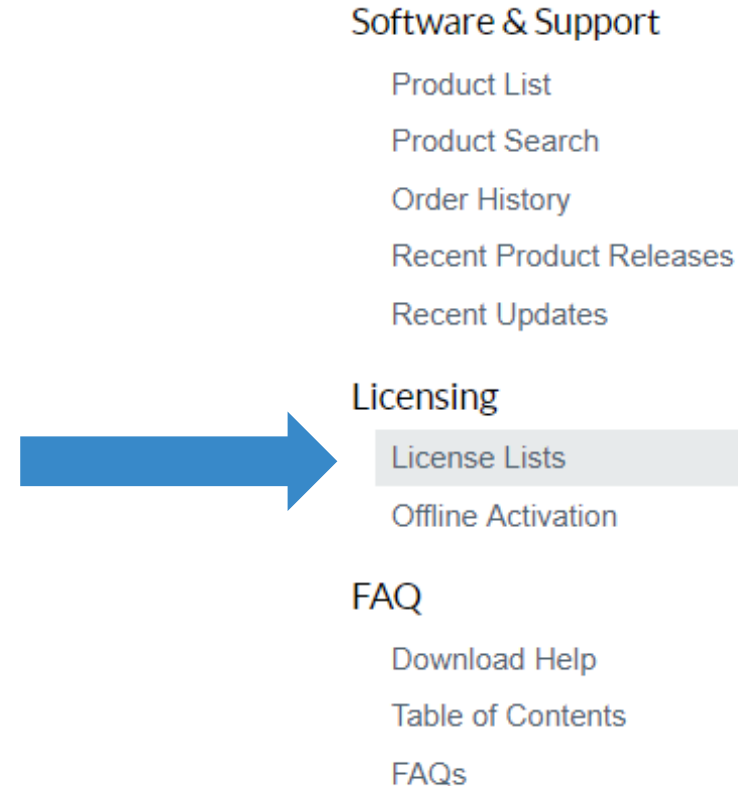 Software & Support
Product List
Product Search
Order History
Recent Product Releases
Recent Updates
Licensing
License Lists
Offline Activation
FAQ
Download Help
Table of Contents
FAQs